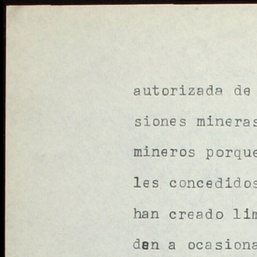 autorizada de
siones mineras
mineros porque
les concedidos
han creado lim
den a ocasiona